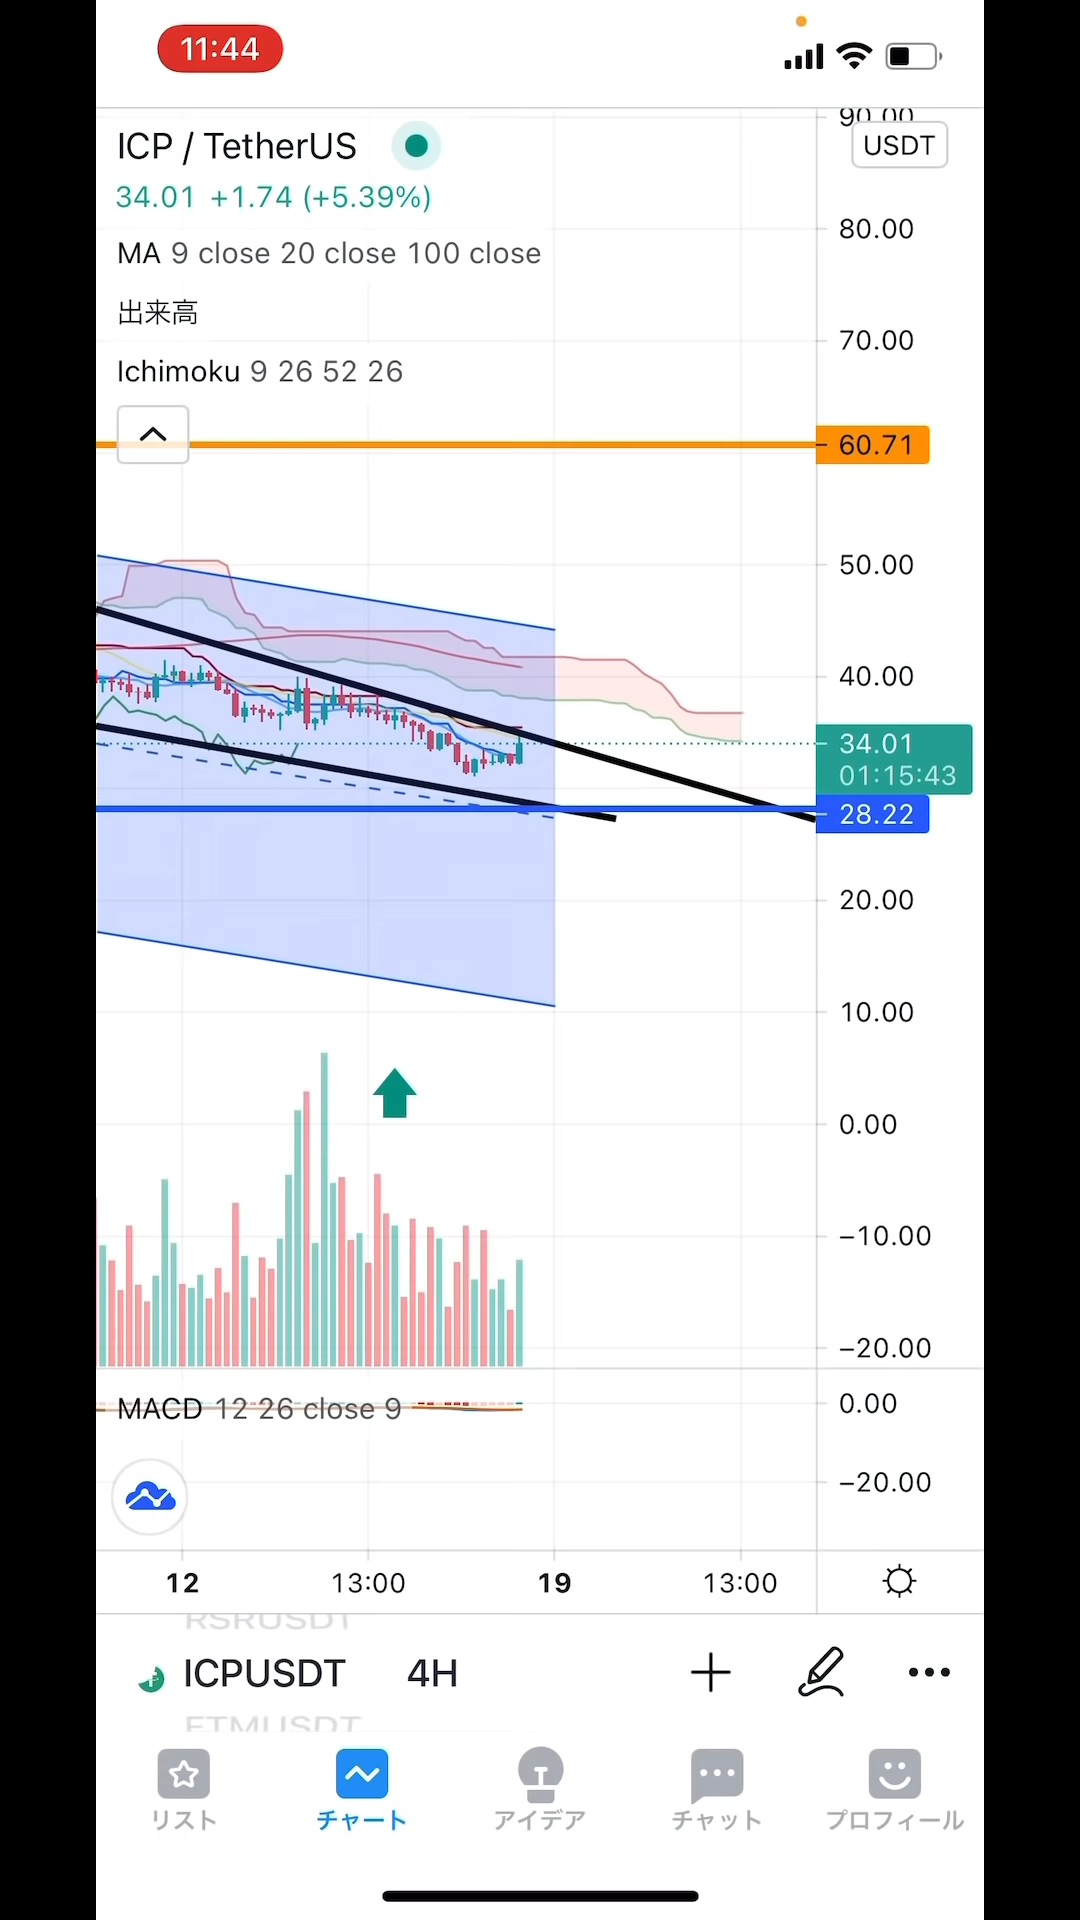 11:44
90.00
ICP / TetherUS
USDT
34.01 +1.74 (+5.39%)
80.00
MA 9 close 20 close 100 close
出来高
70.00
Ichimoku 9 26 52 26
60.71
50.00
40.00
34.01
01:15:43
28.22
20.00
10.00
0.00
−10.00
−20.00
MACD 12 26 close 9
0.00
−20.00
12 13:00 19 13:00
RSRUSDT
ICPUSDT 4H
FTMUSDT
リスト チャート アイデア チャット プロフィール